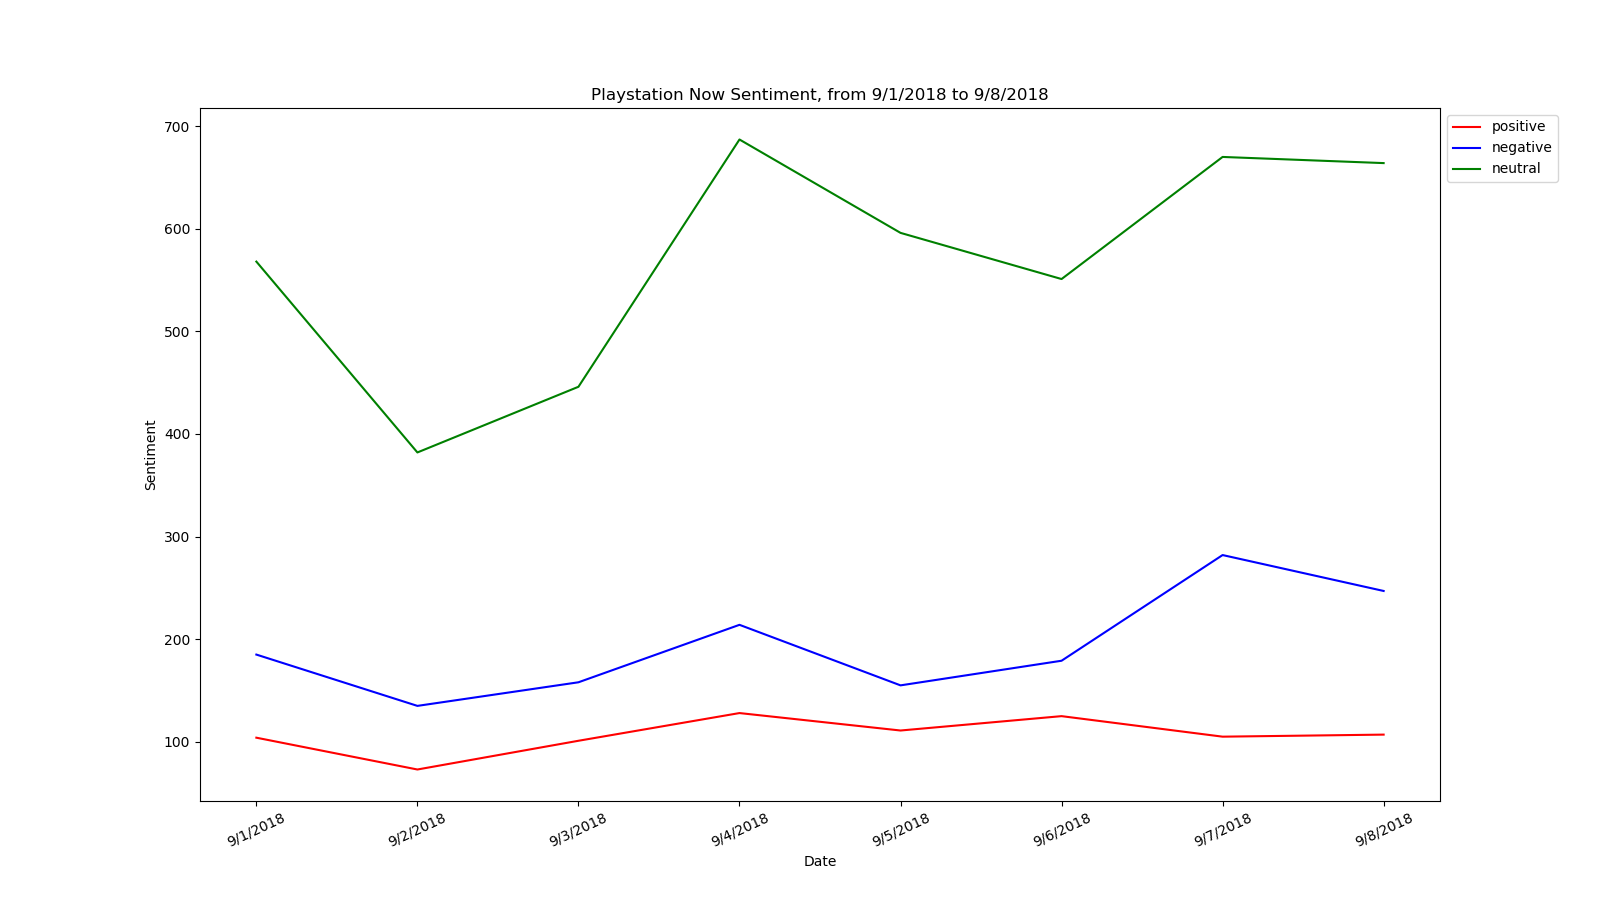 Playstation Now Sentiment, from 9/1/2018 to 9/8/2018
positive
negative
neutral
700
600
500
400
300
200
100
Sentiment
9/1/2018
9/2/2018
9/3/2018
9/4/2018
9/5/2018
9/6/2018
9/7/2018
9/8/2018
Date